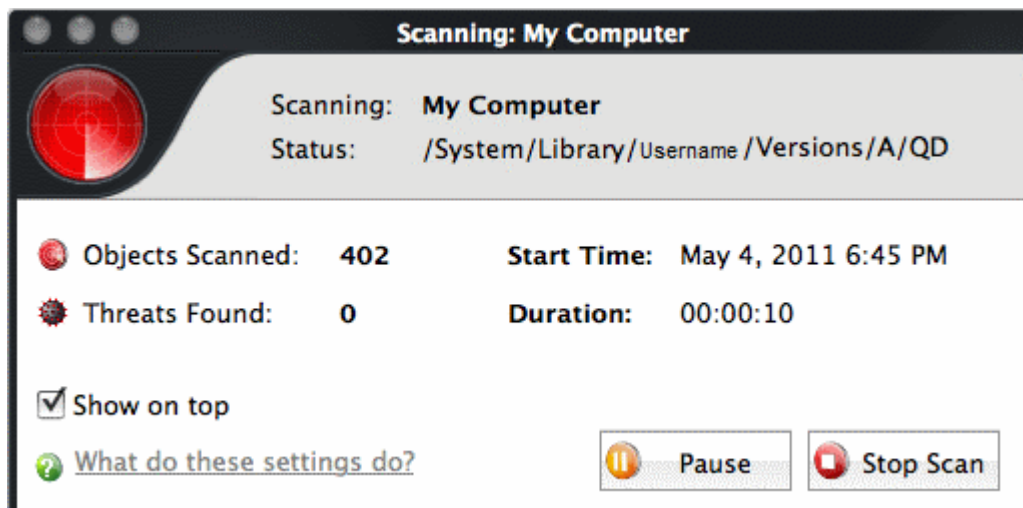 Scanning: My Computer
Scanning: My Computer
Status: /System/Library/Username/Versions/A/QD
Objects Scanned: 402 Start Time: May 4, 2011 6:45 PM
Threats Found: 0 Duration: 00:00:10
Show on top
What do these settings do?
Pause Stop Scan